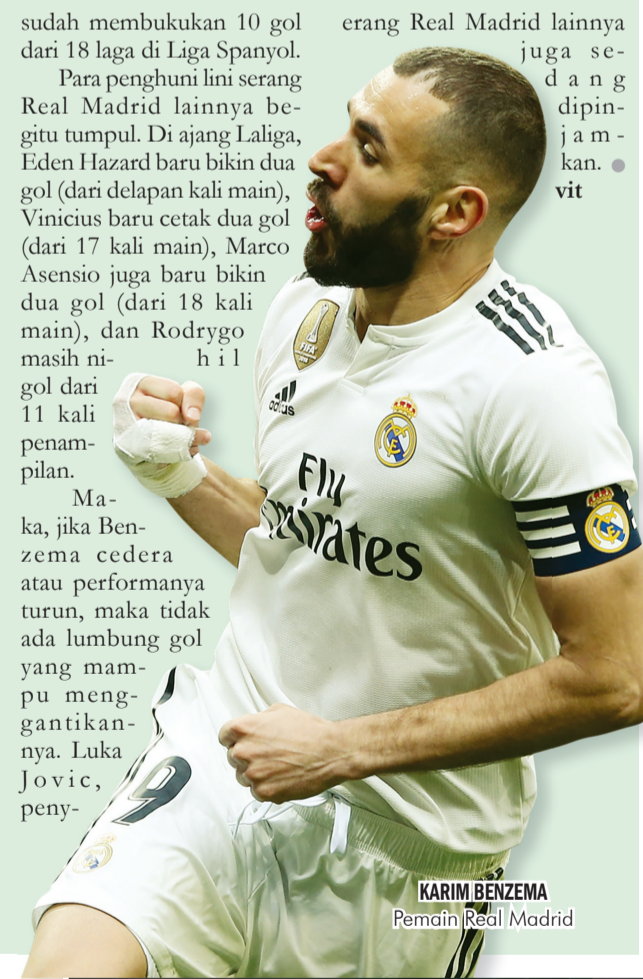 sudah membukukan 10 gol
dari 18 laga di Liga Spanyol.
Para penghuni lini serang
Real Madrid lainnya be-
gitu tumpul. Di ajang Laliga,
Eden Hazard baru bikin dua
gol (dari delapan kali main),
Vinicius baru cetak dua gol
(dari 17 kali main), Marco
Asensio juga baru bikin
dua gol (dari 18 kali
main), dan Rodrygo
masih ni- hil
gol dari
11 kali
penam-
pilan.
Ma-
ka, jika Ben-
zema cedera
atau performanya
turun, maka tidak
ada lumbung gol
yang mam-
pu meng-
gantikan-
nya. Luka
Jovic,
peny-
erang Real Madrid lainnya
juga se-
dang
dipin-
jam-
kan. ●
vit
FIFA
adidas
Fly
Emirates
9
KARIM BENZEMA
Pemain Real Madrid